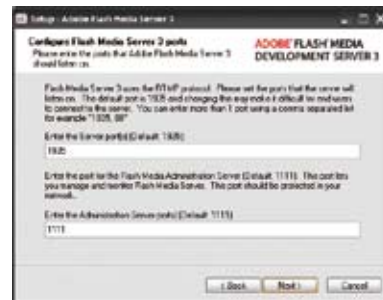 Setup - Adobe Flash Media Server 3
Configure Flash Media Server 3 ports
Please enter the ports that Adobe Flash Media Server 3
should listen on.
ADOBE FLASH MEDIA
DEVELOPMENT SERVER 3
Flash Media Server 3 uses the RTMP protocol. Please set the port that the server will
listen on. The default port is 1935 and changing this may make it difficult for end users
to connect to the server. You can enter more than 1 port using a comma separated list
for example "1935, 80"
Enter the Server port(s) (Default: 1935)
1935
Enter the port for the Flash Media Administration Server (Default: 1111). This port lets
you manage and monitor Flash Media Server. This port should be protected in your
network.
Enter the Administration Server port (Default: 1111)
1111
< Back
Next >
Cancel